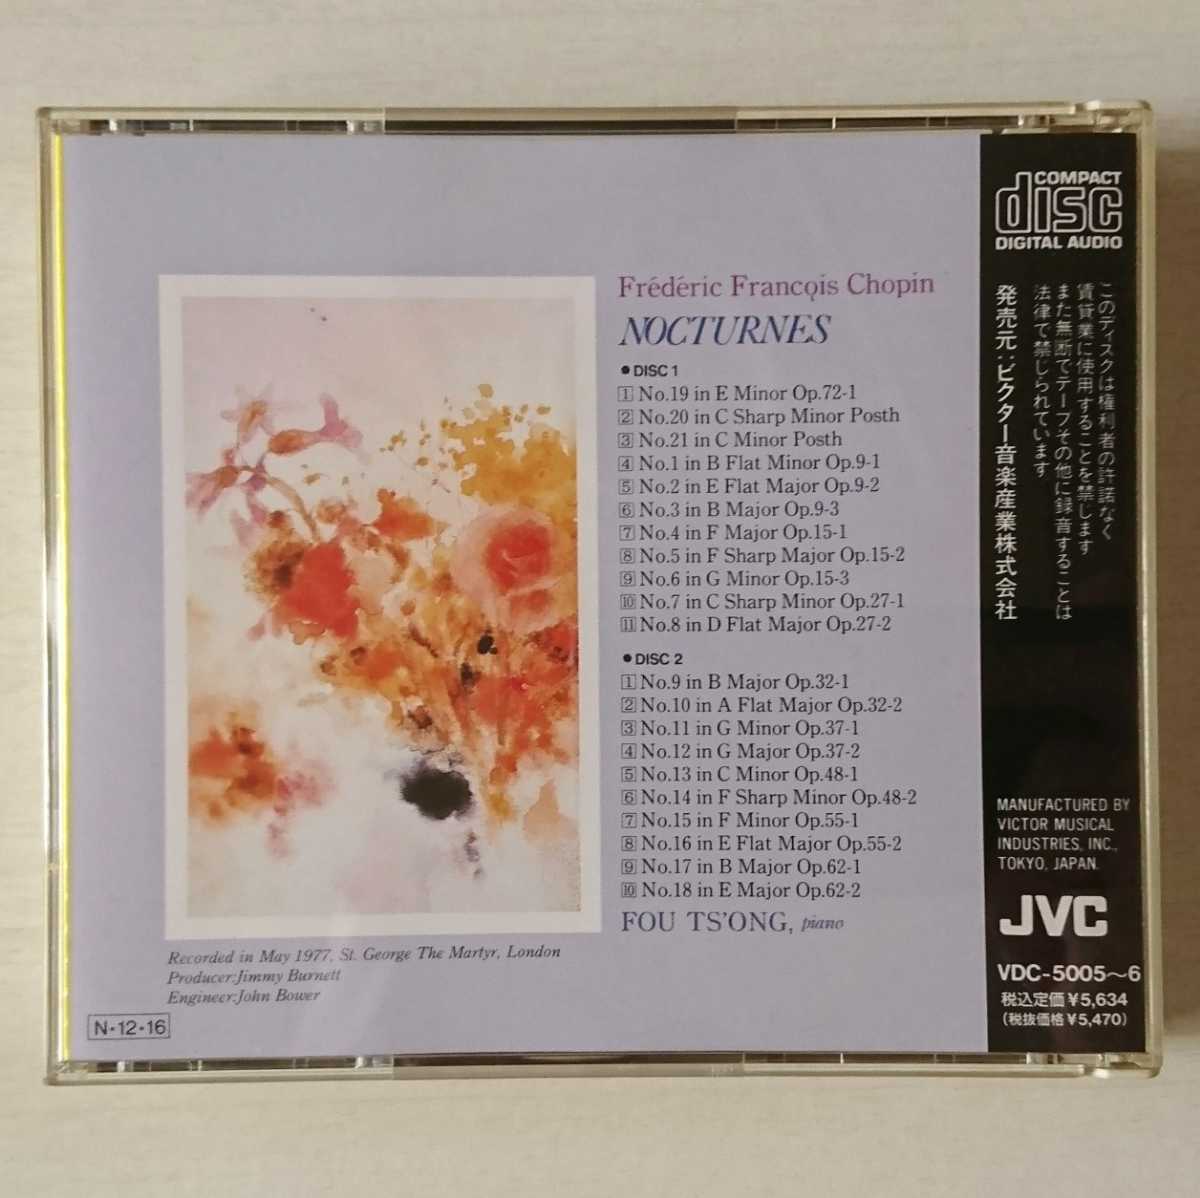 Frédéric François Chopin
NOCTURNES
●DISC 1
1 No.19 in E Minor Op.72-1
2 No.20 in C Sharp Minor Posth
3 No.21 in C Minor Posth
4 No.1 in B Flat Minor Op.9-1
5 No.2 in E Flat Major Op.9-2
6 No.3 in B Major Op.9-3
7 No.4 in F Major Op.15-1
8 No.5 in F Sharp Major Op.15-2
9 No.6 in G Minor Op.15-3
10 No.7 in C Sharp Minor Op.27-1
11 No.8 in D Flat Major Op.27-2
●DISC 2
1 No.9 in B Major Op.32-1
2 No.10 in A Flat Major Op.32-2
3 No.11 in G Minor Op.37-1
4 No.12 in G Major Op.37-2
5 No.13 in C Minor Op.48-1
6 No.14 in F Sharp Minor Op.48-2
7 No.15 in F Minor Op.55-1
8 No.16 in E Flat Major Op.55-2
9 No.17 in B Major Op.62-1
10 No.18 in E Major Op.62-2
FOU TS'ONG, piano
Recorded in May 1977, St. George The Martyr, London
Producer:Jimmy Burnett
Engineer:John Bower
N・12・16
COMPACT
disc
DIGITAL AUDIO
このディスクは権利者の許諾なく
賃貸業に使用することを禁じます
また無断でテープその他に録音することは
法律で禁じられています
発売元:ビクター音楽産業株式会社
MANUFACTURED BY
VICTOR MUSICAL
INDUSTRIES, INC.,
TOKYO, JAPAN.
JVC
VDC-5005〜6
税込定価¥5,634
(税抜価格¥5,470)